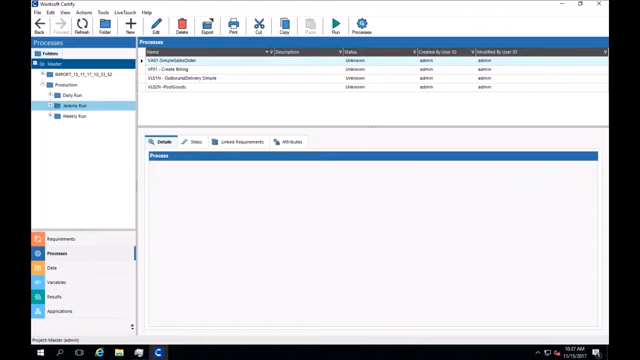 Worksoft Certify
File Edit View Actions Tools LiveTouch Help
Back Refresh Folder New Edit Delete Export Print Cut Copy Paste Run Processes
Processes
Folders
Master
IMPORT_15_11_17_10_33_52
Production
Daily Run
Jenkins Run
Weekly Run
Requirements
Processes
Data
Variables
Results
Applications
Project: Master (admin)
Processes
Name Description Status Created By User ID Modified By User ID
VA01-SimpleSalesOrder Unknown admin admin
VF01 - Create Billing Unknown admin admin
VL01N - OutboundDelivery Simple Unknown admin admin
VL02N -PostGoods Unknown admin admin
Details Steps Linked Requirements Attributes
Process
10:37 AM
11/15/2017